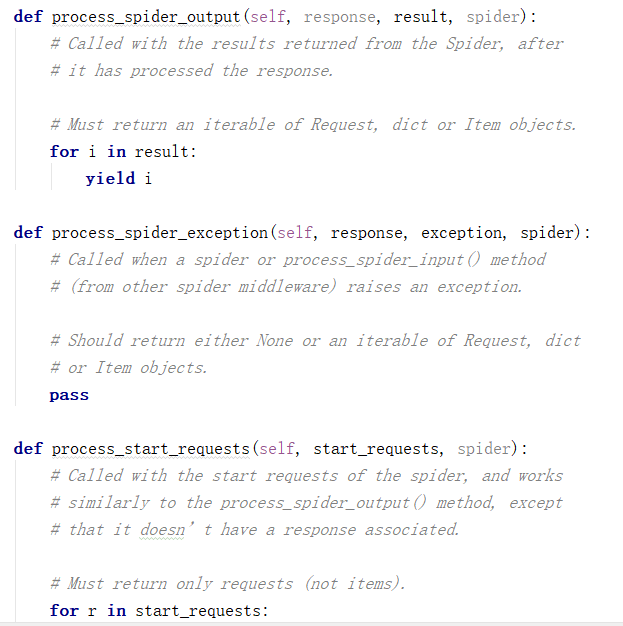 def process_spider_output(self, response, result, spider):
# Called with the results returned from the Spider, after
# it has processed the response.
# Must return an iterable of Request, dict or Item objects.
for i in result:
yield i
def process_spider_exception(self, response, exception, spider):
# Called when a spider or process_spider_input() method
# (from other spider middleware) raises an exception.
# Should return either None or an iterable of Request, dict
# or Item objects.
pass
def process_start_requests(self, start_requests, spider):
# Called with the start requests of the spider, and works
# similarly to the process_spider_output() method, except
# that it doesn’t have a response associated.
# Must return only requests (not items).
for r in start_requests: